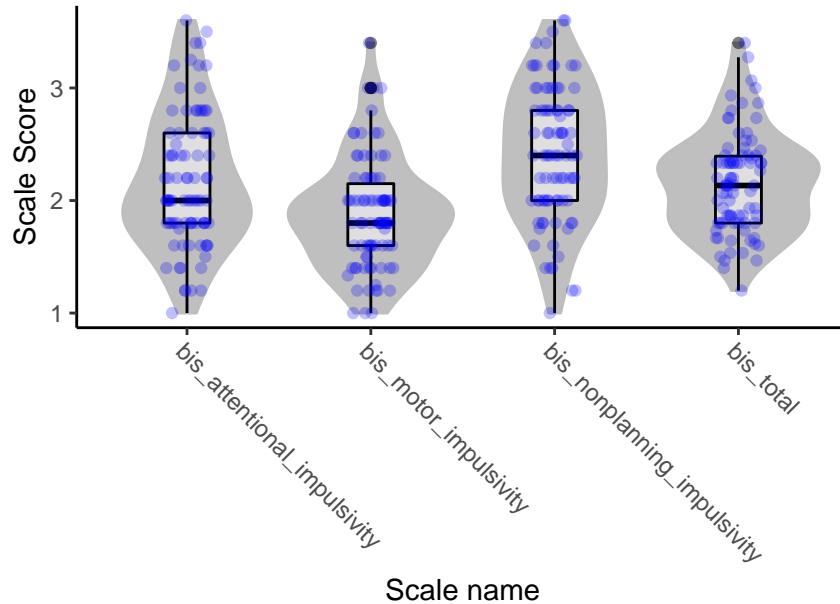 Scale Score
3
2
1
bis_attentional_impulsivity
bis_motor_impulsivity
bis_nonplanning_impulsivity
bis_total
Scale name